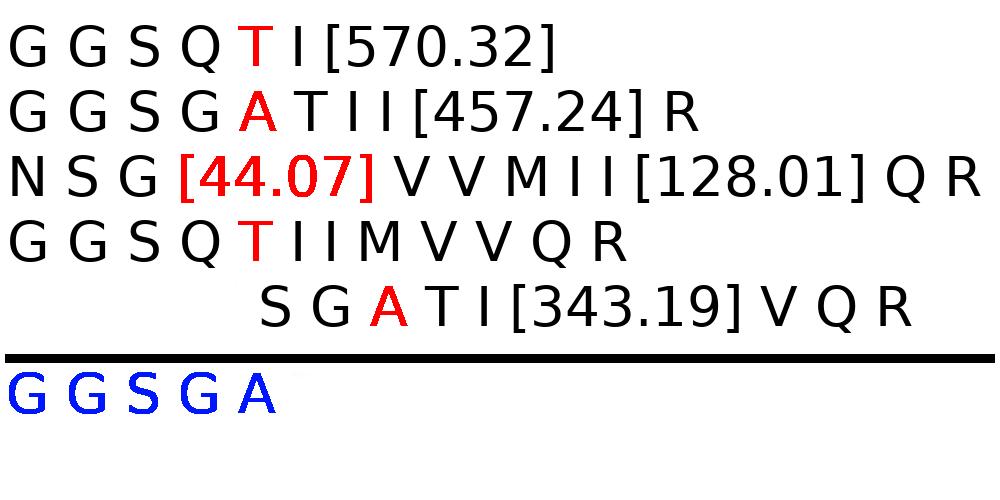 G G S Q T I [570.32]
G G S G A T I I [457.24] R
N S G [44.07] V V M I I [128.01] Q R
G G S Q T I I M V V Q R
S G A T I [343.19] V Q R
G G S G A